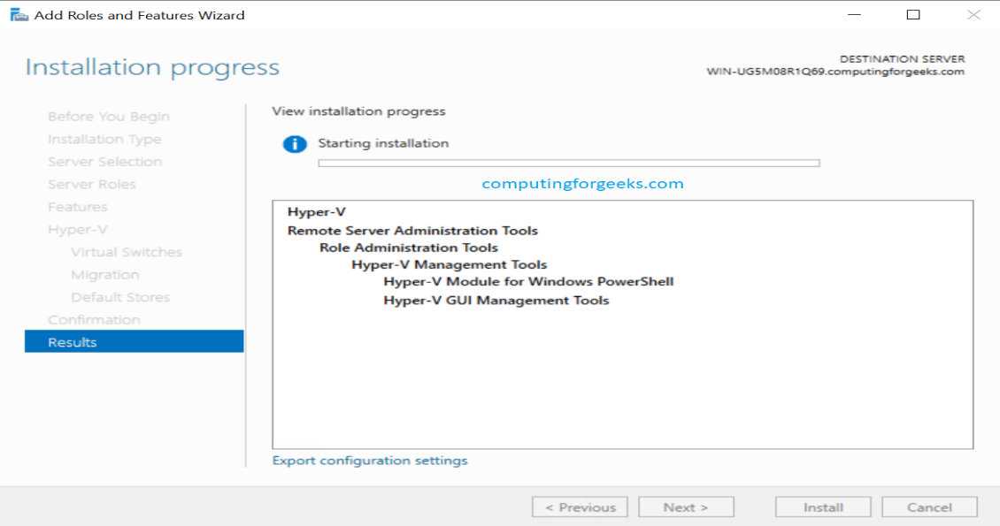 Add Roles and Features Wizard
Installation progress
DESTINATION SERVER
WIN-UG5M08R1Q69.computingforgeeks.com
Before You Begin
Installation Type
Server Selection
Server Roles
Features
Hyper-V
Virtual Switches
Migration
Default Stores
Confirmation
Results
View installation progress
Starting installation
computingforgeeks.com
Hyper-V
Remote Server Administration Tools
Role Administration Tools
Hyper-V Management Tools
Hyper-V Module for Windows PowerShell
Hyper-V GUI Management Tools
Export configuration settings
< Previous
Next >
Install
Cancel